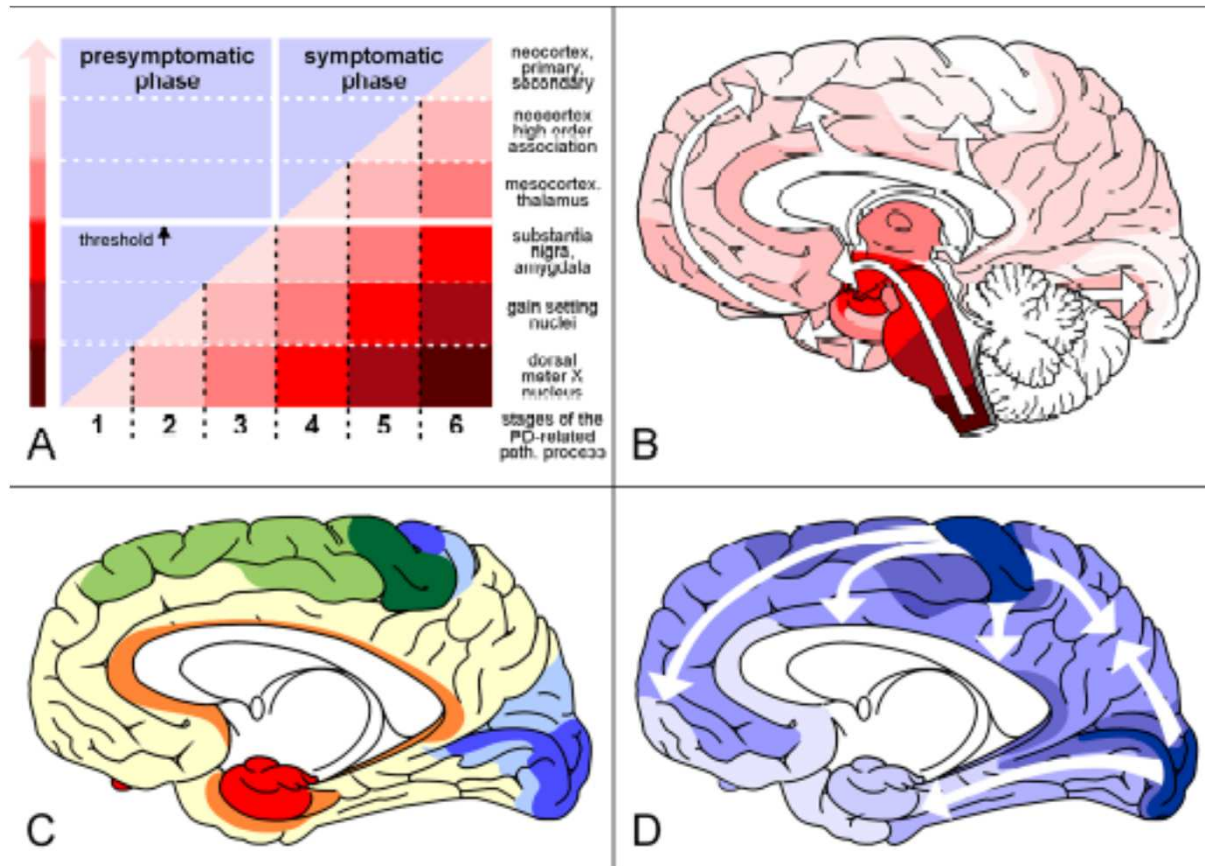 presymptomatic
phase
symptomatic
phase
neocortex,
primary,
secondary
neocortex
high order
association
mesocortex.
thalamus
threshold
substantia
nigra,
amygdala
gain setting
nuclei
dorsal
meter X
nucleus
1 2 3 4 5 6
stages of the
PD-related
path. process
A
B
C
D